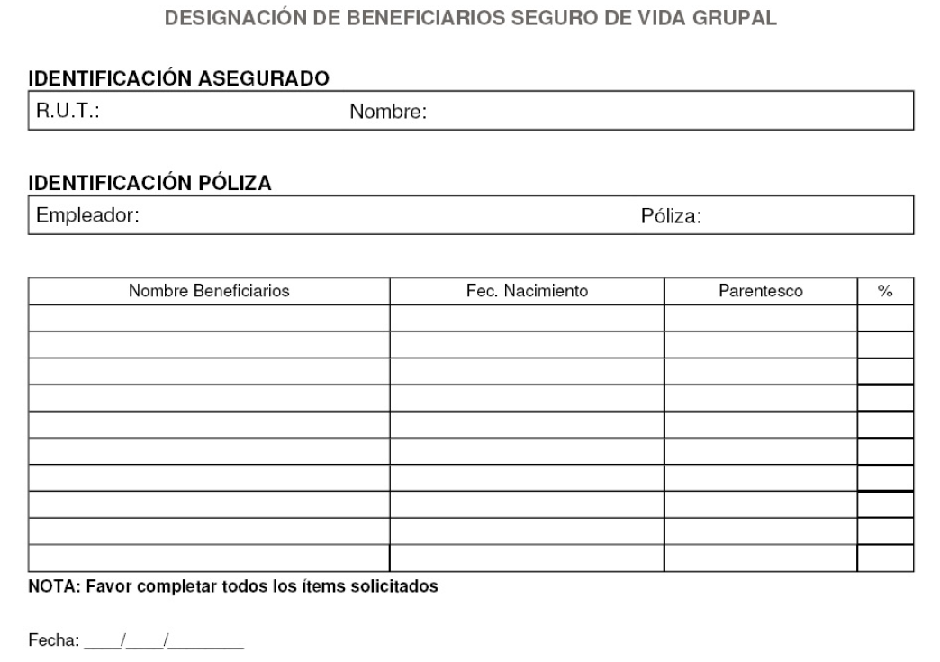 DESIGNACIÓN DE BENEFICIARIOS SEGURO DE VIDA GRUPAL
IDENTIFICACIÓN ASEGURADO
R.U.T.: Nombre:
IDENTIFICACIÓN PÓLIZA
Empleador: Póliza:
Nombre Beneficiarios Fec. Nacimiento Parentesco %
NOTA: Favor completar todos los ítems solicitados
Fecha: ____/____/________